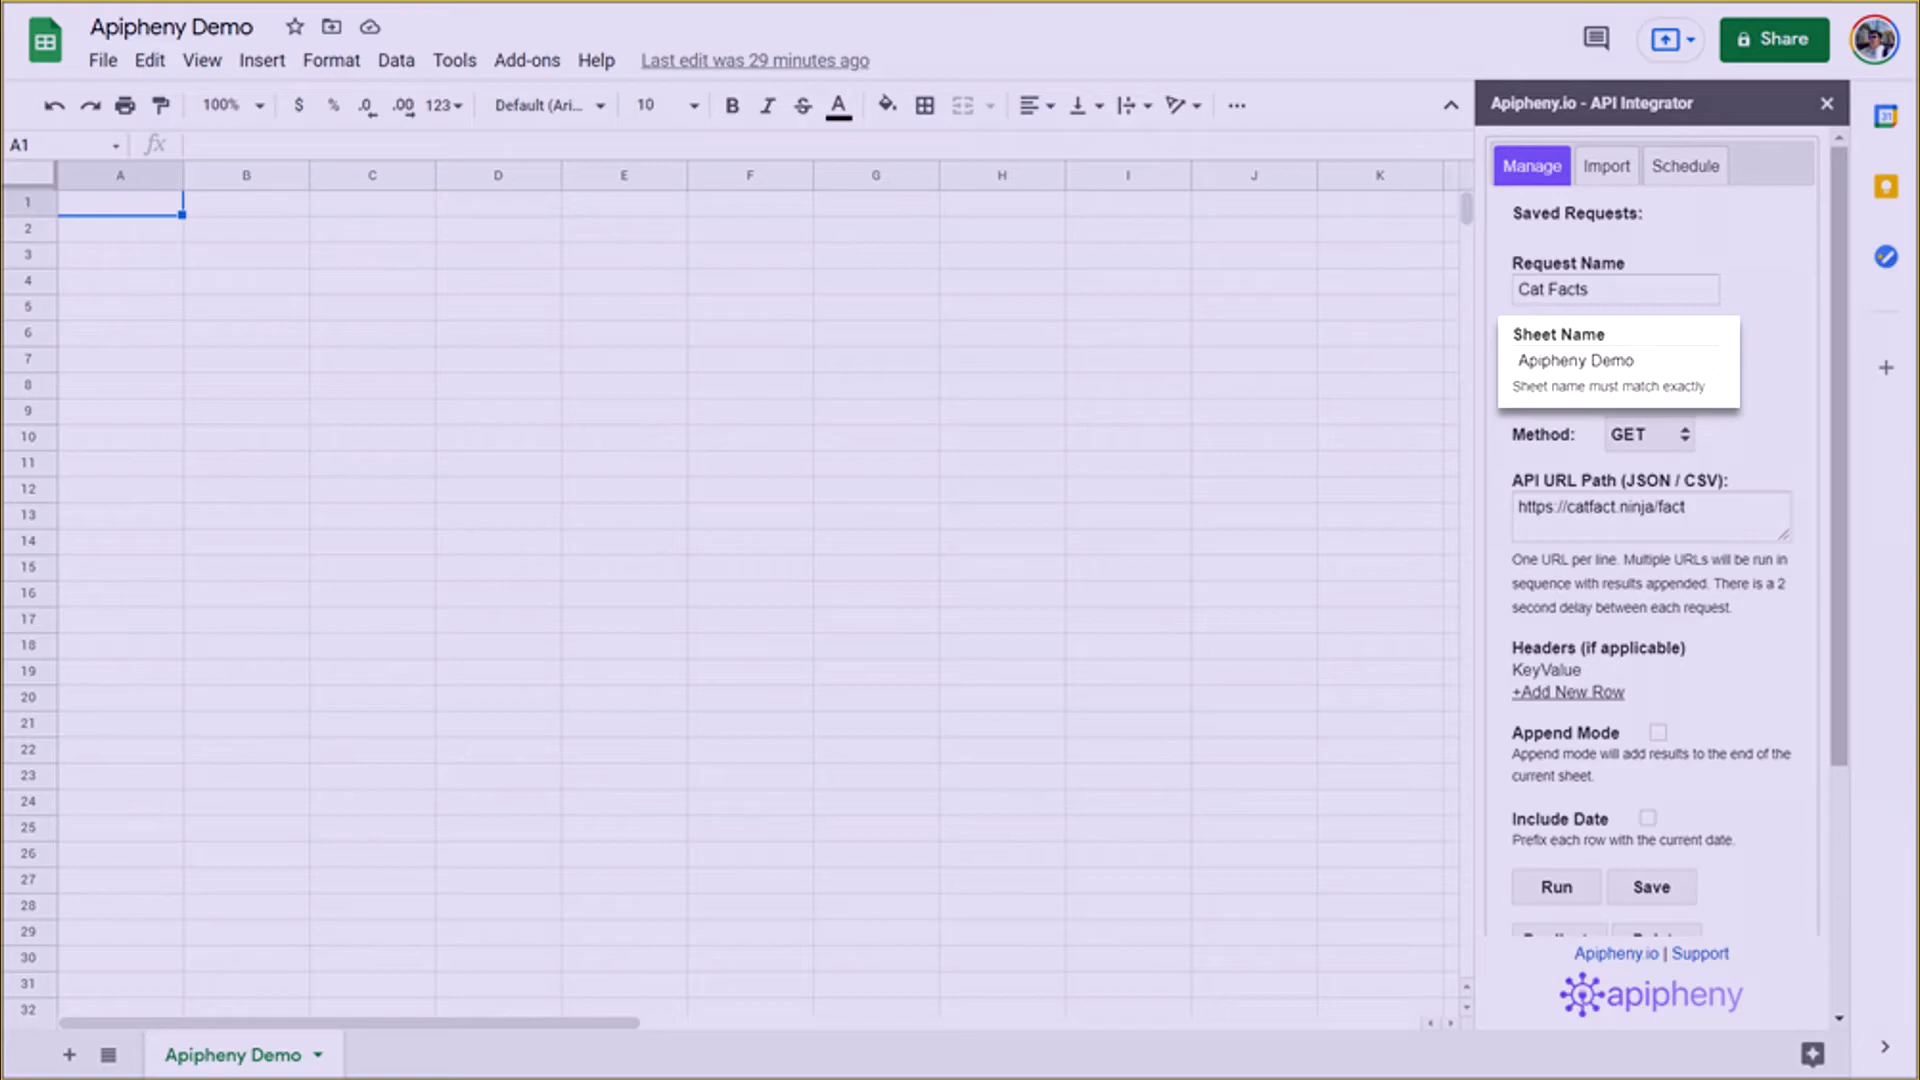 Apipheny Demo
File Edit View Insert Format Data Tools Add-ons Help Last edit was 29 minutes ago
Share
100% $ % .0 .00 123 Default (Ari... 10 B I S A ...
Apipheny.io - API Integrator
A1 fx
A B C D E F G H I J K
1
2
3
4
5
6
7
8
9
10
11
12
13
14
15
16
17
18
19
20
21
22
23
24
25
26
27
28
29
30
31
32
Manage Import Schedule
Saved Requests:
Request Name
Cat Facts
Sheet Name
Apipheny Demo
Sheet name must match exactly
Method: GET
API URL Path (JSON / CSV):
https://catfact.ninja/fact
One URL per line. Multiple URLs will be run in
sequence with results appended. There is a 2
second delay between each request.
Headers (if applicable)
KeyValue
+Add New Row
Append Mode
Append mode will add results to the end of the
current sheet.
Include Date
Prefix each row with the current date.
Run Save
Apipheny.io | Support
apipheny
31
Apipheny Demo